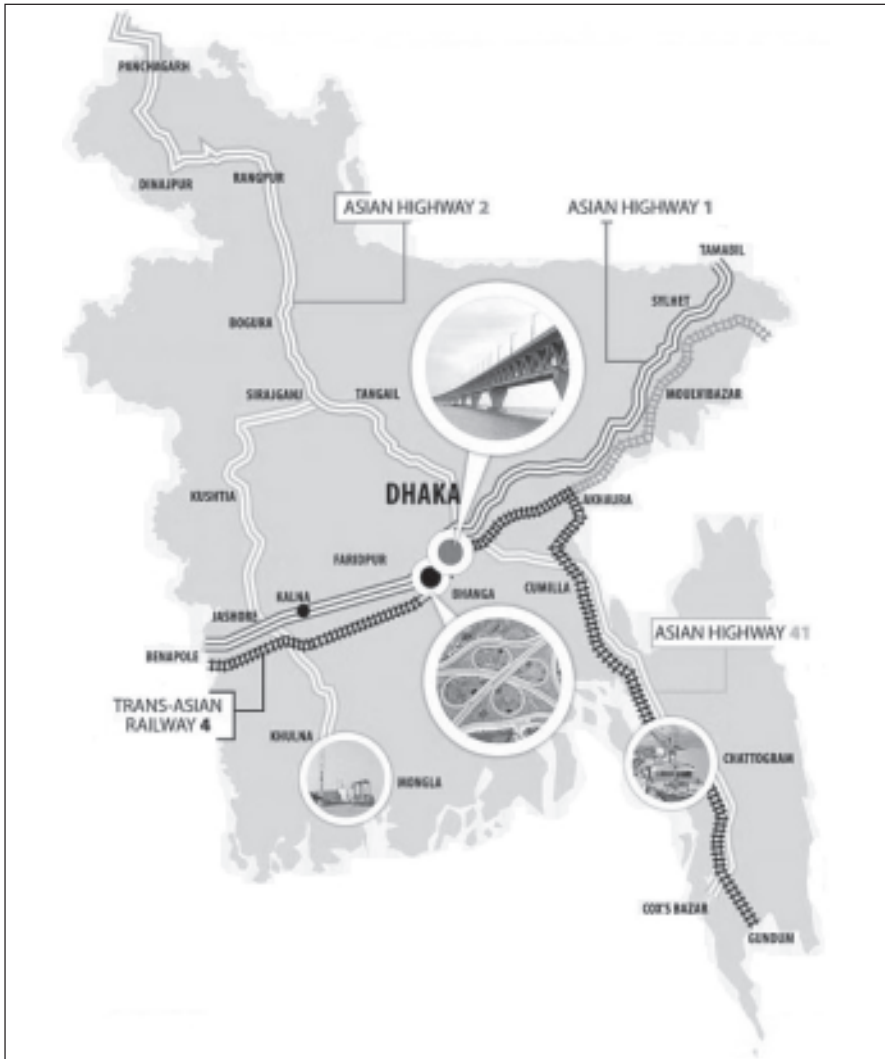 PANCHAGARH
DINAJPUR
RANGPUR
ASIAN HIGHWAY 2
ASIAN HIGHWAY 1
TAMABIL
SYLHET
BOGURA
SIRAJGANJ
TANGAIL
MOULVIBAZAR
DHAKA
KUSHTIA
AKHAURA
FARIDPUR
KALNA
BHANGA
CUMILLA
JASHORE
BENAPOLE
ASIAN HIGHWAY 41
TRANS-ASIAN
RAILWAY 4
KHULNA
MONGLA
CHATTOGRAM
COX'S BAZAR
GUNDUM